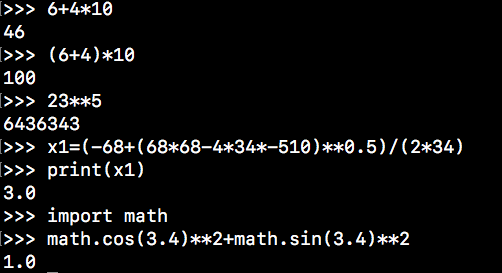 >>> 6+4*10
46
>>> (6+4)*10
100
>>> 23**5
6436343
>>> x1=(-68+(68*68-4*34*-510)**0.5)/(2*34)
>>> print(x1)
3.0
>>> import math
>>> math.cos(3.4)**2+math.sin(3.4)**2
1.0